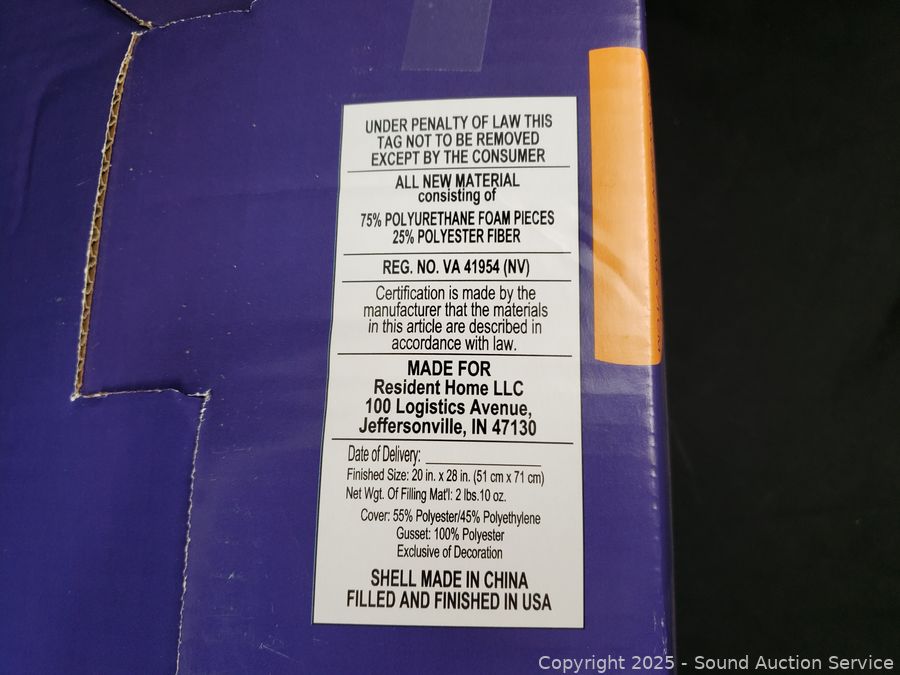 UNDER PENALTY OF LAW THIS
TAG NOT TO BE REMOVED
EXCEPT BY THE CONSUMER
ALL NEW MATERIAL
consisting of
75% POLYURETHANE FOAM PIECES
25% POLYESTER FIBER
REG. NO. VA 41954 (NV)
Certification is made by the
manufacturer that the materials
in this article are described in
accordance with law.
MADE FOR
Resident Home LLC
100 Logistics Avenue,
Jeffersonville, IN 47130
Date of Delivery:
Finished Size: 20 in. x 28 in. (51 cm x 71 cm)
Net Wgt. Of Filling Mat'l: 2 lbs.10 oz.
Cover: 55% Polyester/45% Polyethylene
Gusset: 100% Polyester
Exclusive of Decoration
SHELL MADE IN CHINA
FILLED AND FINISHED IN USA
Copyright 2025 - Sound Auction Service